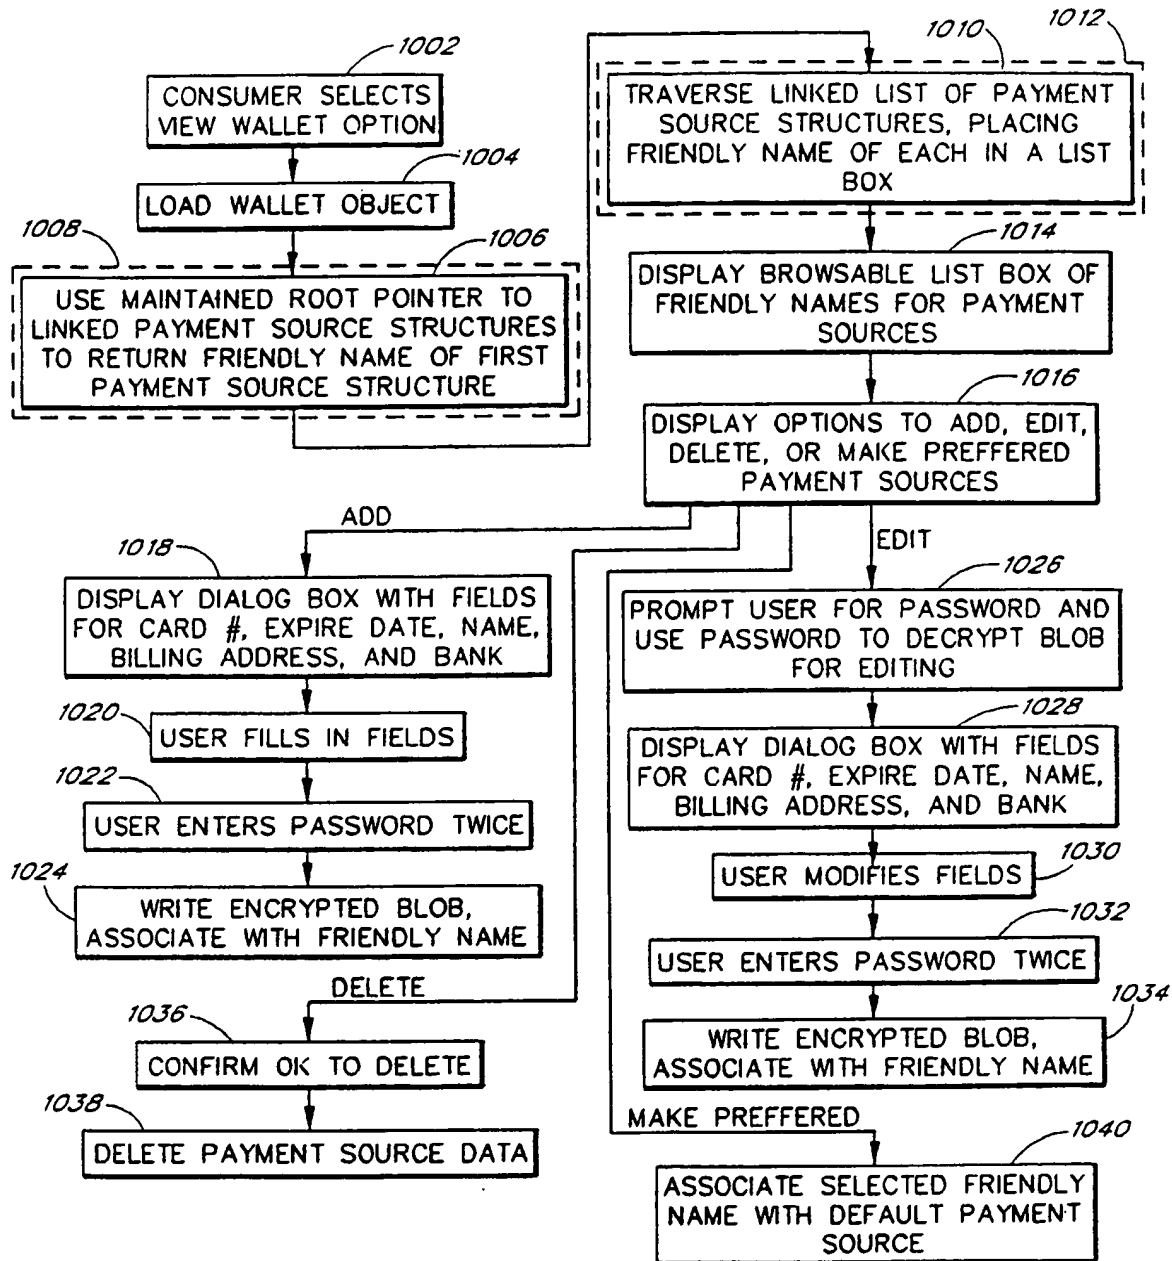 1002
CONSUMER SELECTS
VIEW WALLET OPTION
1004
LOAD WALLET OBJECT
1008
1006
USE MAINTAINED ROOT POINTER TO
LINKED PAYMENT SOURCE STRUCTURES
TO RETURN FRIENDLY NAME OF FIRST
PAYMENT SOURCE STRUCTURE
1010
1012
TRAVERSE LINKED LIST OF PAYMENT
SOURCE STRUCTURES, PLACING
FRIENDLY NAME OF EACH IN A LIST
BOX
1014
DISPLAY BROWSABLE LIST BOX OF
FRIENDLY NAMES FOR PAYMENT
SOURCES
1016
DISPLAY OPTIONS TO ADD, EDIT,
DELETE, OR MAKE PREFFERED
PAYMENT SOURCES
ADD
1018
DISPLAY DIALOG BOX WITH FIELDS
FOR CARD #, EXPIRE DATE, NAME,
BILLING ADDRESS, AND BANK
1020
USER FILLS IN FIELDS
1022
USER ENTERS PASSWORD TWICE
1024
WRITE ENCRYPTED BLOB,
ASSOCIATE WITH FRIENDLY NAME
EDIT
1026
PROMPT USER FOR PASSWORD AND
USE PASSWORD TO DECRYPT BLOB
FOR EDITING
1028
DISPLAY DIALOG BOX WITH FIELDS
FOR CARD #, EXPIRE DATE, NAME,
BILLING ADDRESS, AND BANK
1030
USER MODIFIES FIELDS
1032
USER ENTERS PASSWORD TWICE
1034
WRITE ENCRYPTED BLOB,
ASSOCIATE WITH FRIENDLY NAME
DELETE
1036
CONFIRM OK TO DELETE
1038
DELETE PAYMENT SOURCE DATA
MAKE PREFFERED
1040
ASSOCIATE SELECTED FRIENDLY
NAME WITH DEFAULT PAYMENT
SOURCE